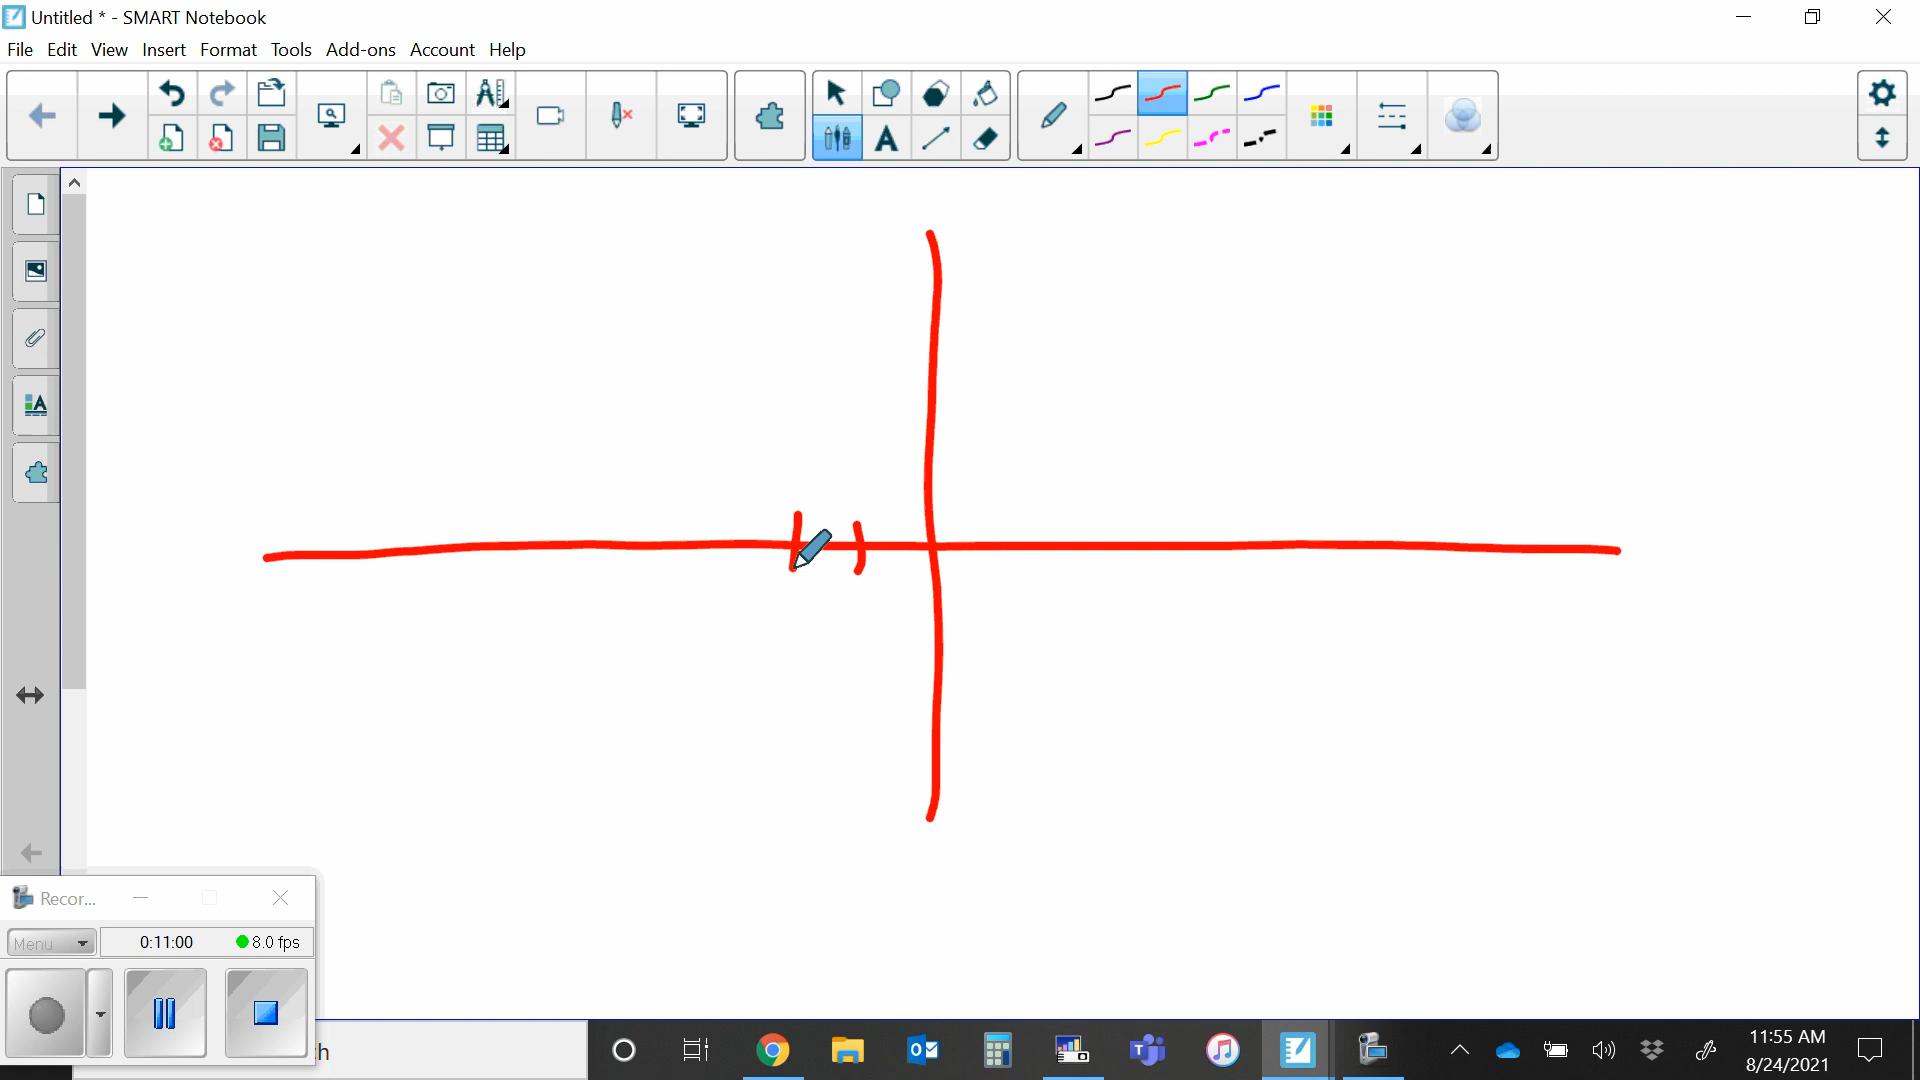 Untitled * - SMART Notebook
File Edit View Insert Format Tools Add-ons Account Help
Recor...
Menu 0:11:00 8.0 fps
h
11:55 AM
8/24/2021